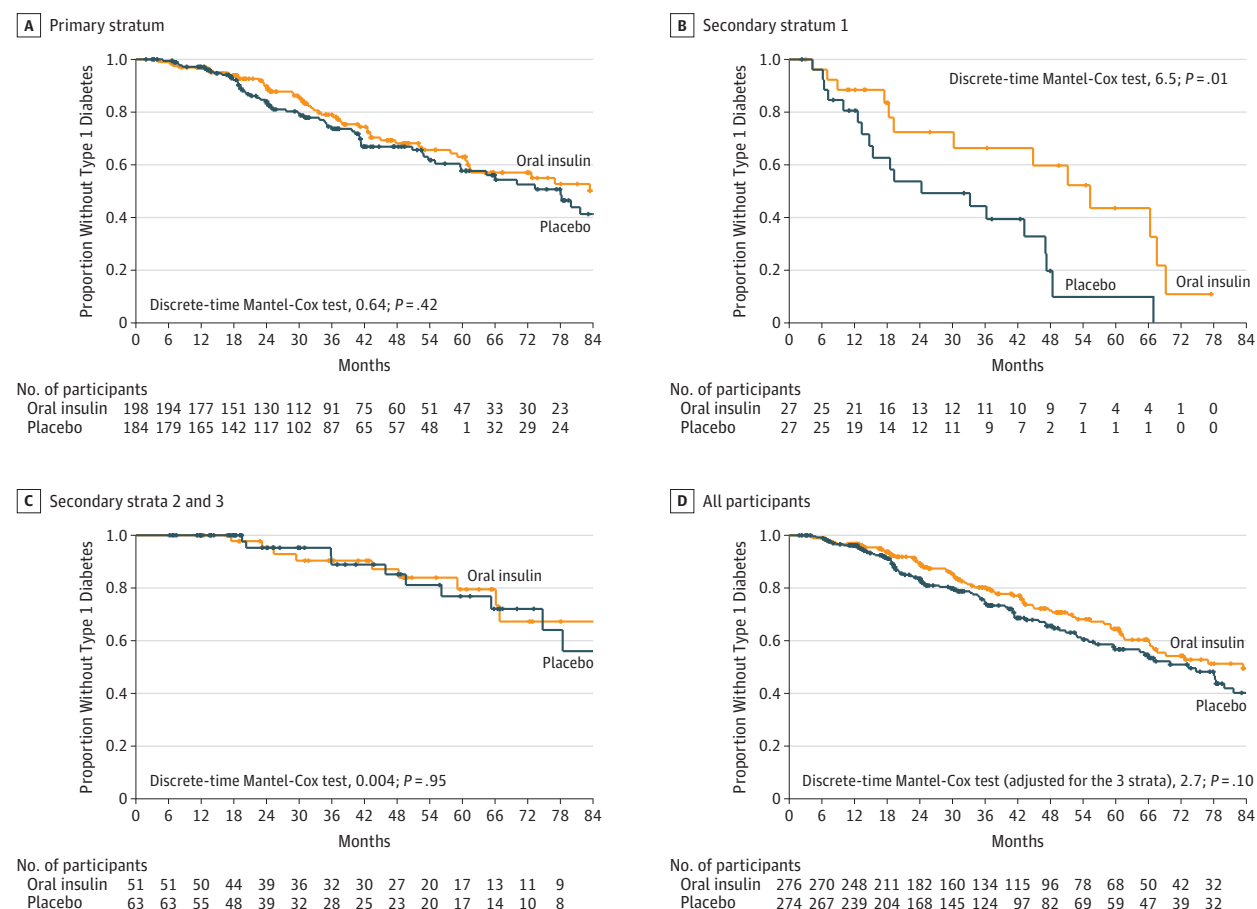 A Primary stratum
Proportion Without Type 1 Diabetes
1.0
0.8
0.6
0.4
0.2
0
Oral insulin
Placebo
Discrete-time Mantel-Cox test, 0.64; P = .42
0 6 12 18 24 30 36 42 48 54 60 66 72 78 84
Months
No. of participants
Oral insulin 198 194 177 151 130 112 91 75 60 51 47 33 30 23
Placebo 184 179 165 142 117 102 87 65 57 48 1 32 29 24
B Secondary stratum 1
Proportion Without Type 1 Diabetes
1.0
0.8
0.6
0.4
0.2
0
Discrete-time Mantel-Cox test, 6.5; P = .01
Placebo
Oral insulin
0 6 12 18 24 30 36 42 48 54 60 66 72 78 84
Months
No. of participants
Oral insulin 27 25 21 16 13 12 11 10 9 7 4 4 1 0
Placebo 27 25 19 14 12 11 9 7 2 1 1 1 0 0
C Secondary strata 2 and 3
Proportion Without Type 1 Diabetes
1.0
0.8
0.6
0.4
0.2
0
Oral insulin
Placebo
Discrete-time Mantel-Cox test, 0.004; P = .95
0 6 12 18 24 30 36 42 48 54 60 66 72 78 84
Months
No. of participants
Oral insulin 51 51 50 44 39 36 32 30 27 20 17 13 11 9
Placebo 63 63 55 48 39 32 28 25 23 20 17 14 10 8
D All participants
Proportion Without Type 1 Diabetes
1.0
0.8
0.6
0.4
0.2
0
Oral insulin
Placebo
Discrete-time Mantel-Cox test (adjusted for the 3 strata), 2.7; P = .10
0 6 12 18 24 30 36 42 48 54 60 66 72 78 84
Months
No. of participants
Oral insulin 276 270 248 211 182 160 134 115 96 78 68 50 42 32
Placebo 274 267 239 204 168 145 124 97 82 69 59 47 39 32